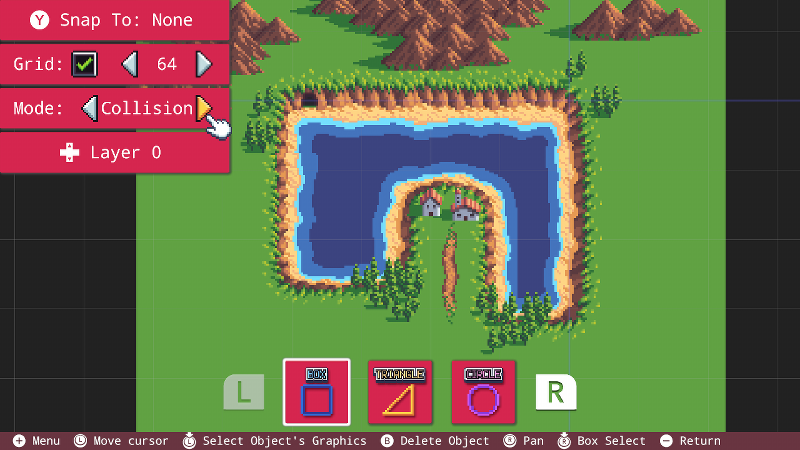 Y Snap To: None
Grid: 64
Mode: Collision
Layer 0
BOX TRIANGLE CIRCLE
L R
Menu L Move cursor L Select Object's Graphics B Delete Object R Pan R Box Select Return